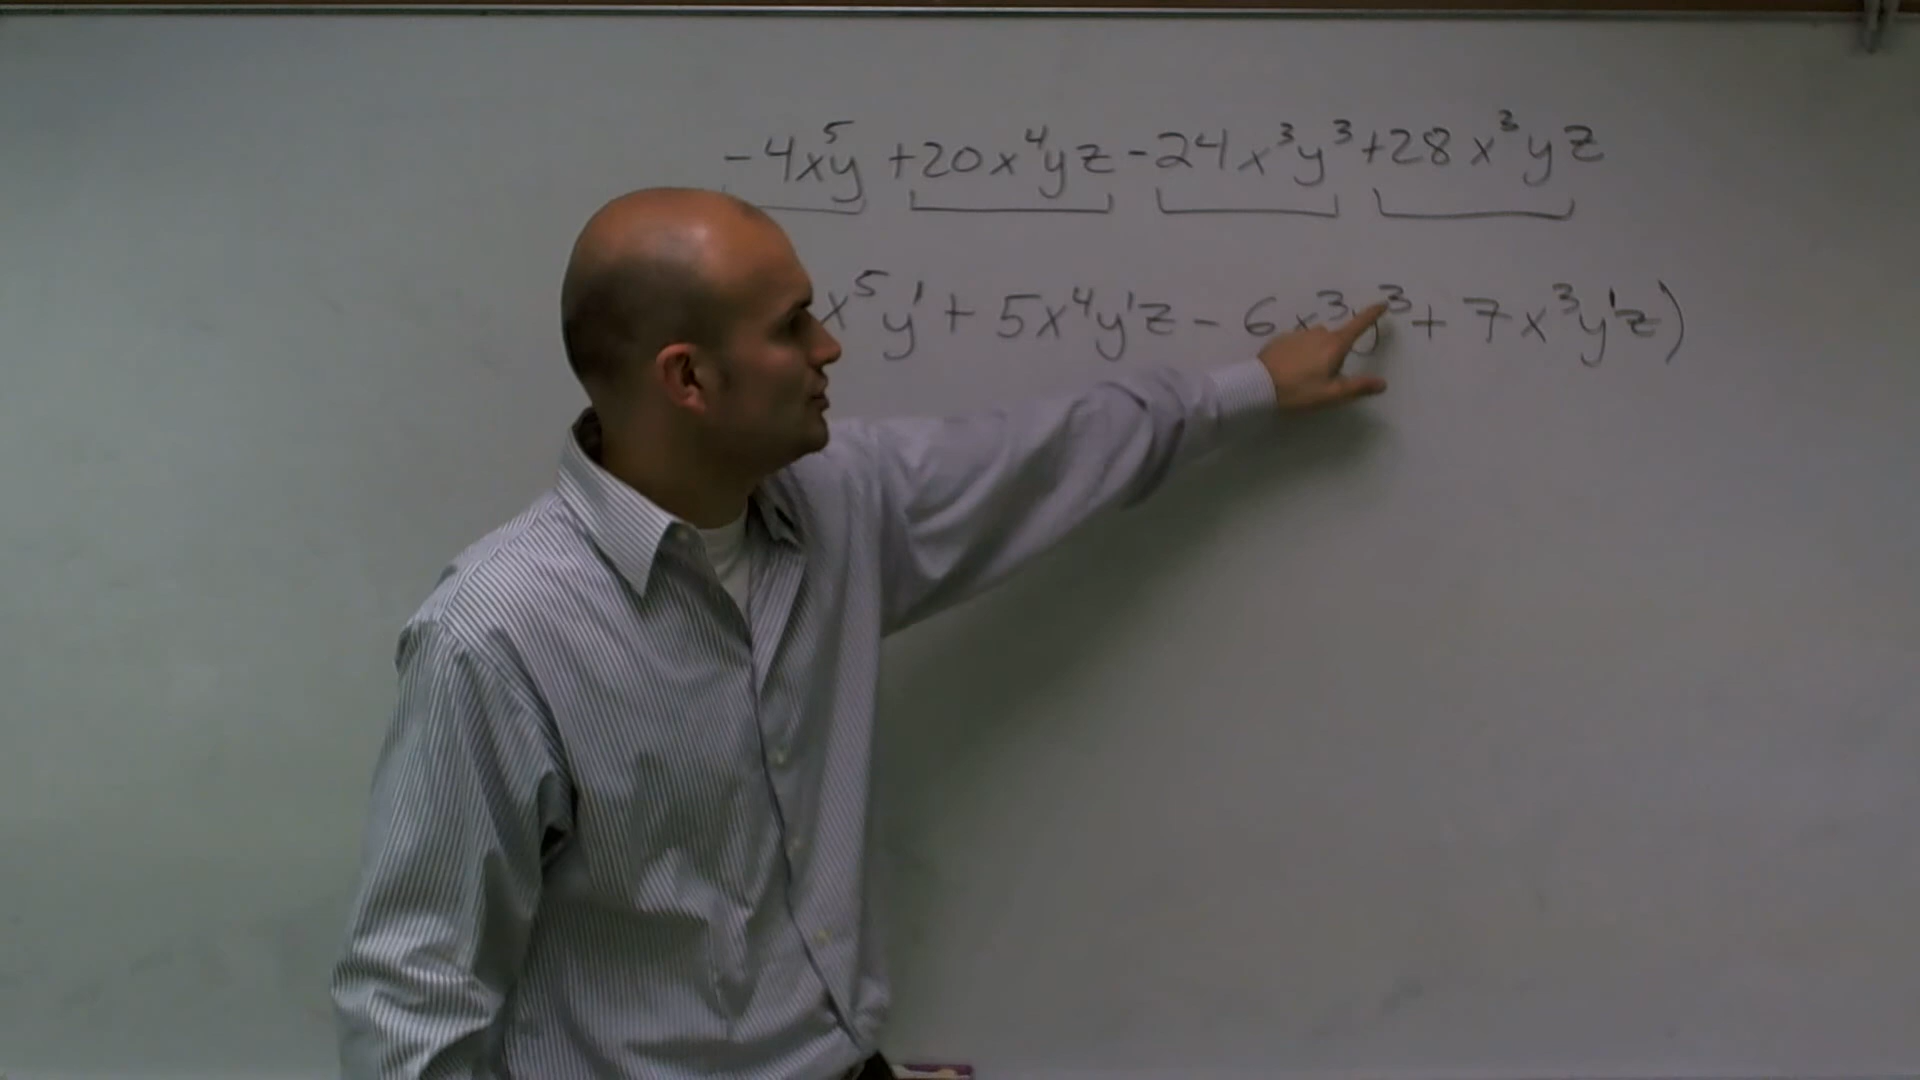 -4x⁵y +20x⁴yz -24x³y³ +28x³yz
x⁵y¹ + 5x⁴y¹z - 6x³y³ + 7x³y¹z)